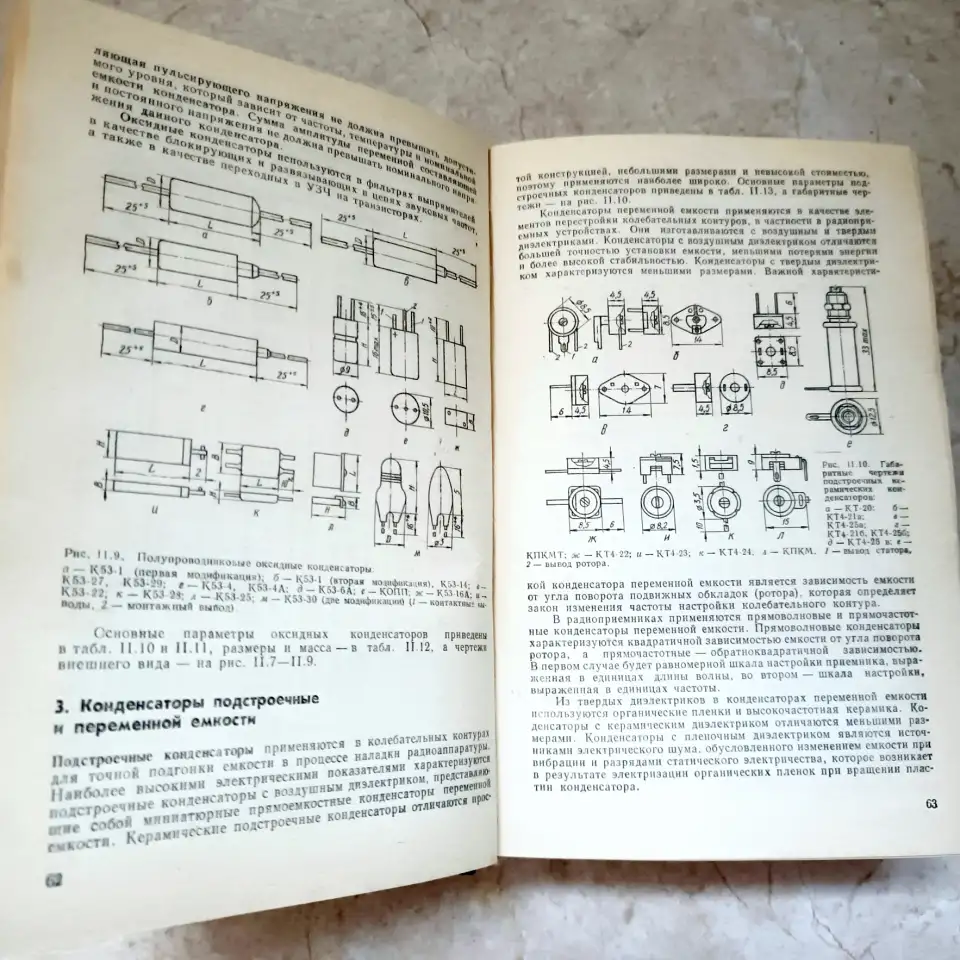 ляющая пульсирующего напряжения не должна превышать допусти-
мого уровня, который зависит от частоты, температуры и номинальной
емкости конденсатора. Сумма амплитуды переменной составляющей
и постоянного напряжения не должна превышать номинального напря-
жения данного конденсатора.
Оксидные конденсаторы используются в фильтрах выпрямителей
в качестве блокирующих и развязывающих в цепях звуковых частот,
а также в качестве переходных в УЗЧ на транзисторах.
Рис. II.9. Полупроводниковые оксидные конденсаторы:
а — К53-1 (первая модификация); б — К53-1 (вторая модификация), К53-14; в —
К53-27, К53-29; г — К53-4, К53-4А; д — К53-6А; е — КОПП; ж — К53-16А; и —
К53-22; к — К53-28; л — К53-25; м — К53-30 (две модификации) (1 — контактные вы-
воды, 2 — монтажный вывод)
Основные параметры оксидных конденсаторов приведены
в табл. II.10 и II.11, размеры и масса — в табл. II.12, а чертежи
внешнего вида — на рис. II.7—II.9.
3. Конденсаторы подстроечные
и переменной емкости
Подстроечные конденсаторы применяются в колебательных контурах
для точной подгонки емкости в процессе наладки радиоаппаратуры.
Наиболее высокими электрическими показателями характеризуются
подстроечные конденсаторы с воздушным диэлектриком, представляю-
щие собой миниатюрные прямоемкостные конденсаторы переменной
емкости. Керамические подстроечные конденсаторы отличаются прос-
62
той конструкцией, небольшими размерами и невысокой стоимостью,
поэтому применяются наиболее широко. Основные параметры под-
строечных конденсаторов приведены в табл. II.13, а габаритные чер-
тежи — на рис. II.10.
Конденсаторы переменной емкости применяются в качестве эле-
ментов перестройки колебательных контуров, в частности в радиопри-
емных устройствах. Они изготавливаются с воздушным и твердым
диэлектриками. Конденсаторы с воздушным диэлектриком отличаются
большей точностью установки емкости, меньшими потерями энергии
и более высокой стабильностью. Конденсаторы с твердым диэлектри-
ком характеризуются меньшими размерами. Важной характеристи-
Рис. II.10. Габа-
ритные чертежи
подстроечных ке-
рамических кон-
денсаторов:
а — КТ-20; б —
КТ4-21а; в —
КТ4-25а; г —
КТ4-21б, КТ4-25б;
д — КТ4-25 в; е —
КПКМТ; ж — КТ4-22; и — КТ4-23; к — КТ4-24; л — КПКМ. 1 — вывод статора,
2 — вывод ротора.
кой конденсатора переменной емкости является зависимость емкости
от угла поворота подвижных обкладок (ротора), которая определяет
закон изменения частоты настройки колебательного контура.
В радиоприемниках применяются прямоволновые и прямочастот-
ные конденсаторы переменной емкости. Прямоволновые конденсаторы
характеризуются квадратичной зависимостью емкости от угла поворота
ротора, а прямочастотные — обратноквадратичной зависимостью.
В первом случае будет равномерной шкала настройки приемника, выра-
женная в единицах длины волны, во втором — шкала настройки,
выраженная в единицах частоты.
Из твердых диэлектриков в конденсаторах переменной емкости
используются органические пленки и высокочастотная керамика. Ко-
денсаторы с керамическим диэлектриком отличаются меньшими раз-
мерами. Конденсаторы с пленочным диэлектриком являются источ-
никами электрического шума, обусловленного изменением емкости при
вибрации и разрядами статического электричества, которое возникает
в результате электризации органических пленок при вращении плас-
тин конденсатора.
63